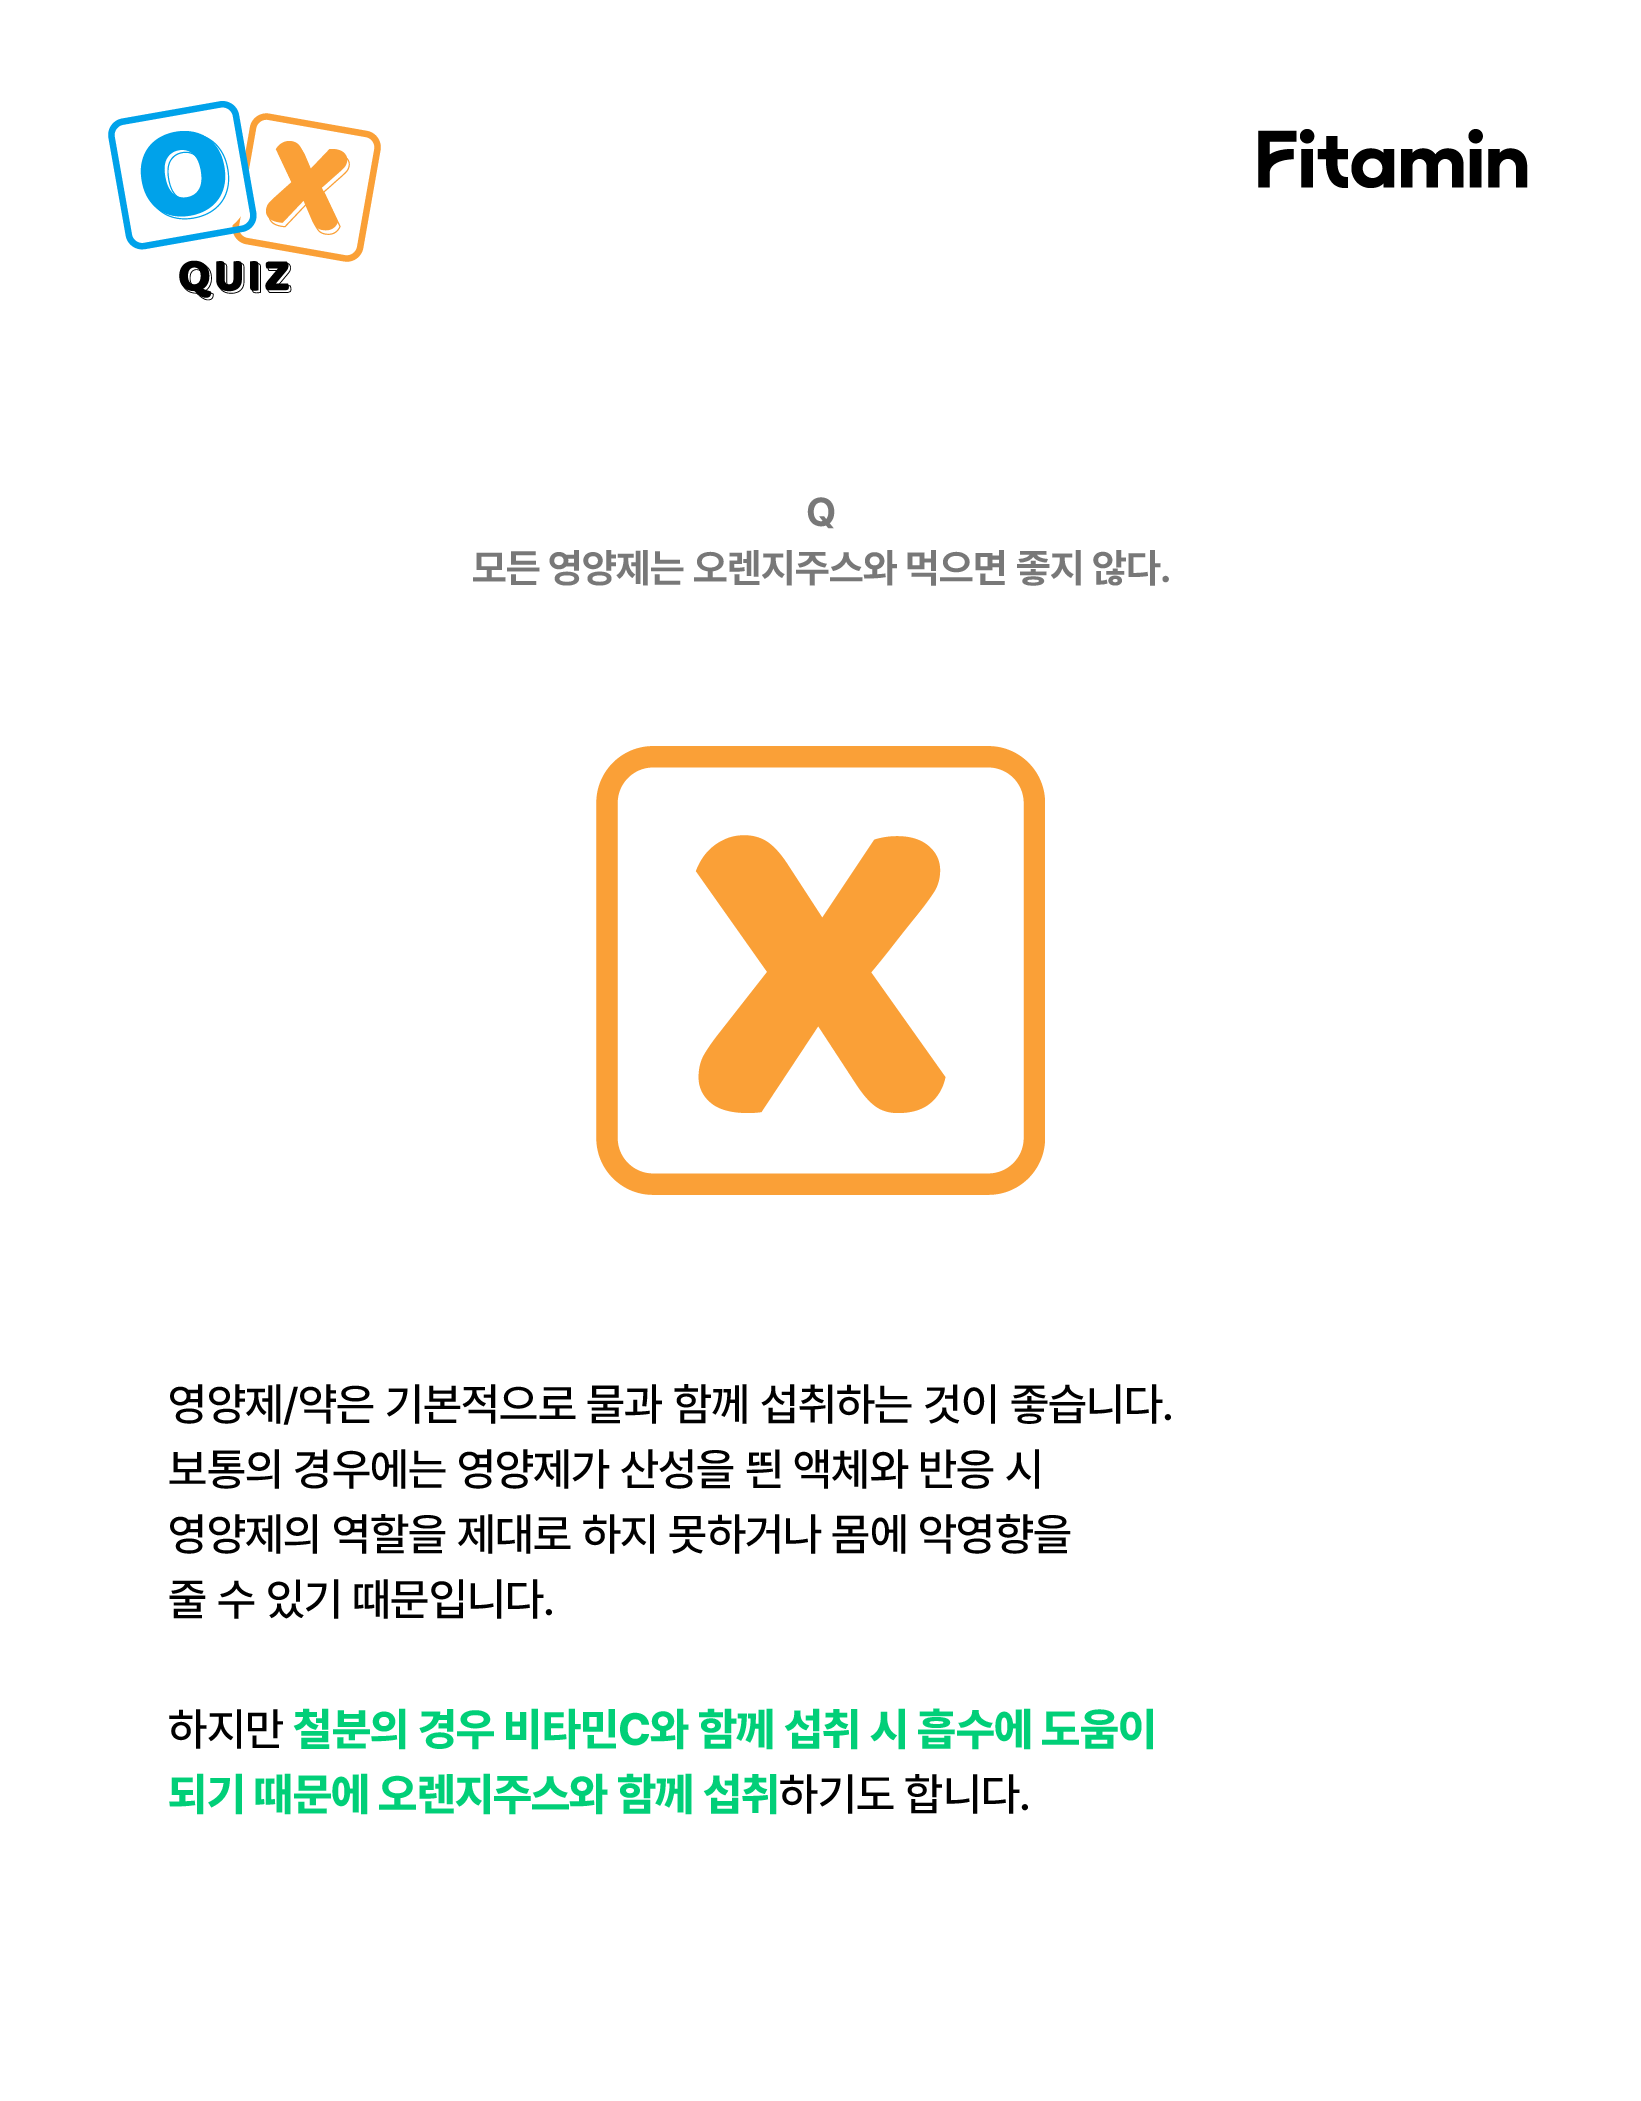 O X
QUIZ
Fitamin
Q
모든 영양제는 오렌지주스와 먹으면 좋지 않다.
X
영양제/약은 기본적으로 물과 함께 섭취하는 것이 좋습니다.
보통의 경우에는 영양제가 산성을 띈 액체와 반응 시
영양제의 역할을 제대로 하지 못하거나 몸에 악영향을
줄 수 있기 때문입니다.
하지만 철분의 경우 비타민C와 함께 섭취 시 흡수에 도움이
되기 때문에 오렌지주스와 함께 섭취하기도 합니다.